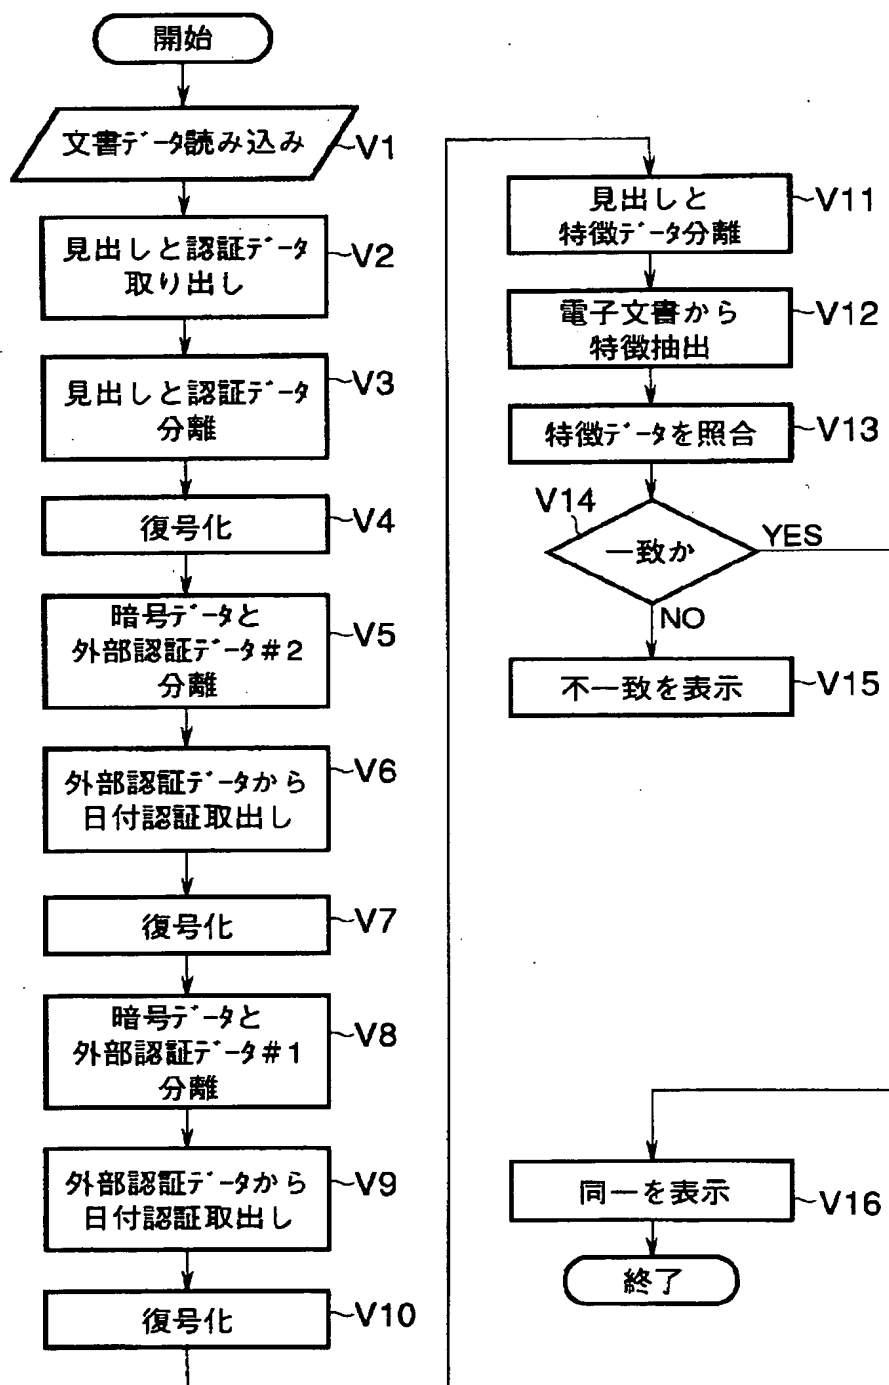 開始
文書データ読み込み
V1
見出しと認証データ
取り出し
V2
見出しと認証データ
分離
V3
復号化
V4
暗号データと
外部認証データ#2
分離
V5
外部認証データから
日付認証取出し
V6
復号化
V7
暗号データと
外部認証データ#1
分離
V8
外部認証データから
日付認証取出し
V9
復号化
V10
見出しと
特徴データ分離
V11
電子文書から
特徴抽出
V12
特徴データを照合
V13
V14
一致か
YES
NO
不一致を表示
V15
同一を表示
V16
終了